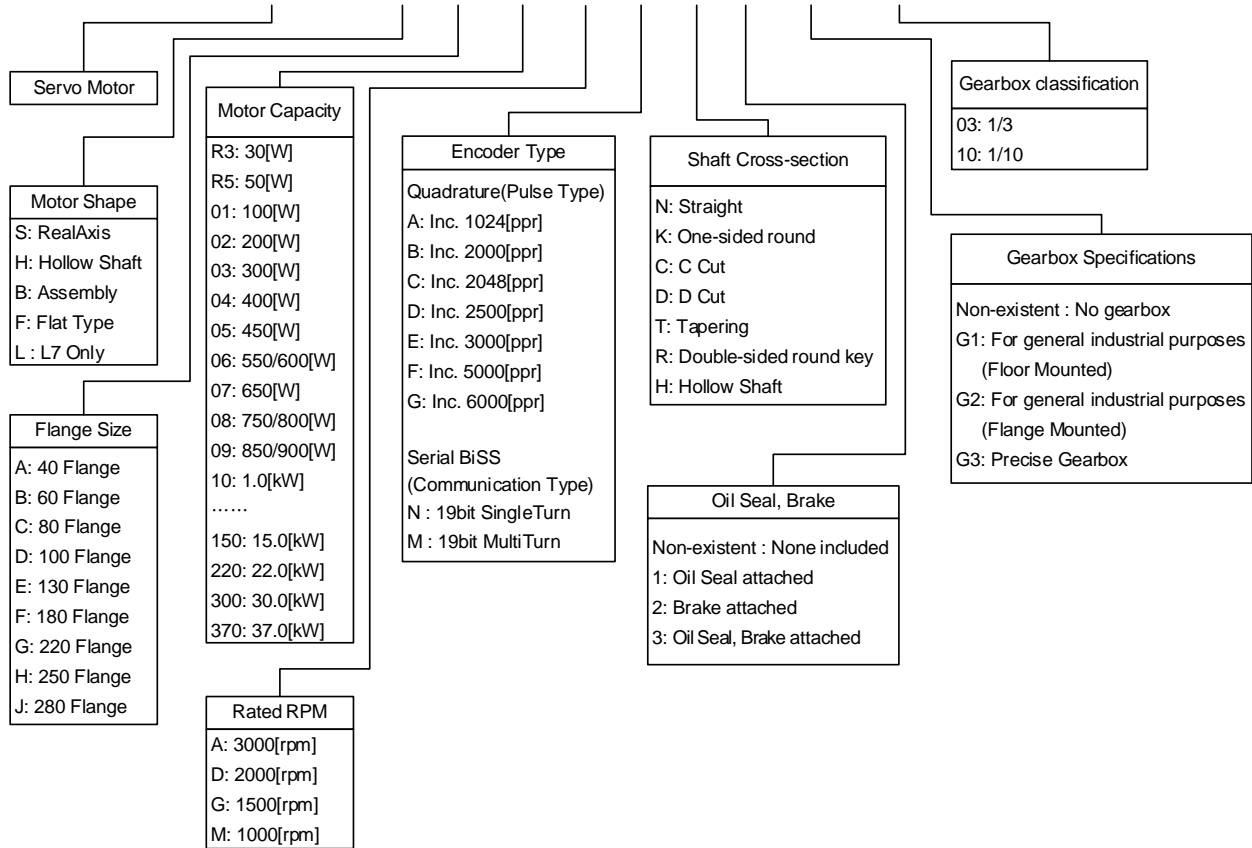 Servo Motor
Motor Shape
S: RealAxis
H: Hollow Shaft
B: Assembly
F: Flat Type
L : L7 Only
Flange Size
A: 40 Flange
B: 60 Flange
C: 80 Flange
D: 100 Flange
E: 130 Flange
F: 180 Flange
G: 220 Flange
H: 250 Flange
J: 280 Flange
Motor Capacity
R3: 30[W]
R5: 50[W]
01: 100[W]
02: 200[W]
03: 300[W]
04: 400[W]
05: 450[W]
06: 550/600[W]
07: 650[W]
08: 750/800[W]
09: 850/900[W]
10: 1.0[kW]
……
150: 15.0[kW]
220: 22.0[kW]
300: 30.0[kW]
370: 37.0[kW]
Rated RPM
A: 3000[rpm]
D: 2000[rpm]
G: 1500[rpm]
M: 1000[rpm]
Encoder Type
Quadrature(Pulse Type)
A: Inc. 1024[ppr]
B: Inc. 2000[ppr]
C: Inc. 2048[ppr]
D: Inc. 2500[ppr]
E: Inc. 3000[ppr]
F: Inc. 5000[ppr]
G: Inc. 6000[ppr]
Serial BiSS
(Communication Type)
N : 19bit SingleTurn
M : 19bit MultiTurn
Shaft Cross-section
N: Straight
K: One-sided round
C: C Cut
D: D Cut
T: Tapering
R: Double-sided round key
H: Hollow Shaft
Oil Seal, Brake
Non-existent : None included
1: Oil Seal attached
2: Brake attached
3: Oil Seal, Brake attached
Gearbox Specifications
Non-existent : No gearbox
G1: For general industrial purposes
(Floor Mounted)
G2: For general industrial purposes
(Flange Mounted)
G3: Precise Gearbox
Gearbox classification
03: 1/3
10: 1/10